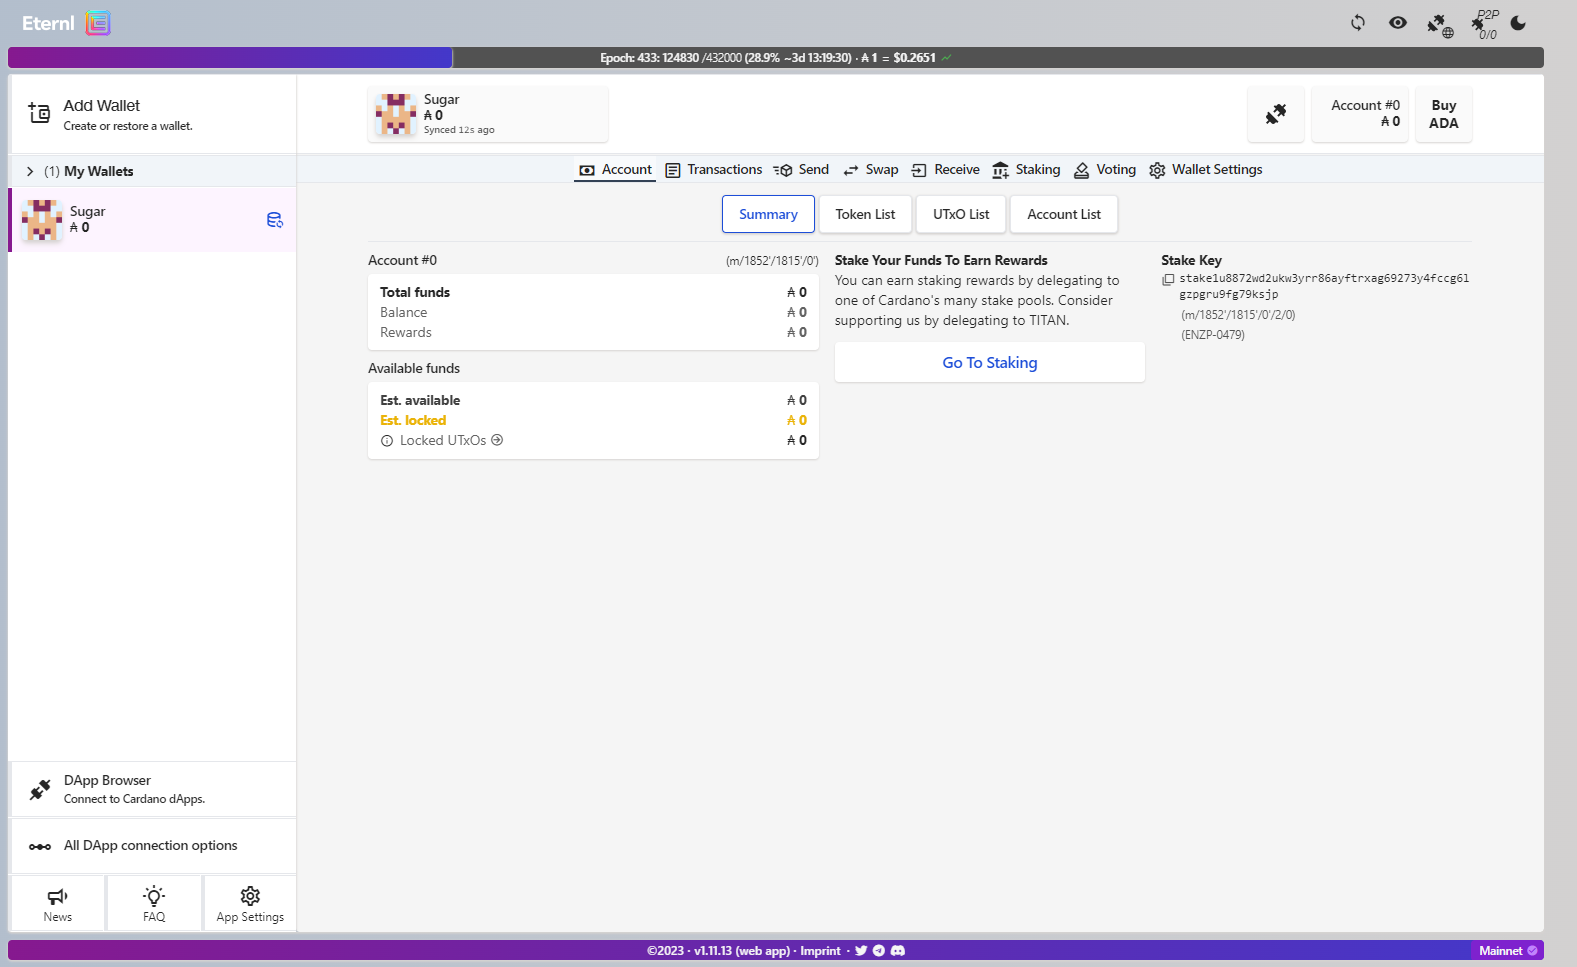 Eternl
P2P
0/0
Epoch: 433: 124830 /432000 (28.9% ~3d 13:19:30) · ₳ 1 = $0.2651
Add Wallet
Create or restore a wallet.
(1) My Wallets
Sugar
₳ 0
DApp Browser
Connect to Cardano dApps.
All DApp connection options
News
FAQ
App Settings
Sugar
₳ 0
Synced 12s ago
Account #0
₳ 0
Buy
ADA
Account
Transactions
Send
Swap
Receive
Staking
Voting
Wallet Settings
Summary
Token List
UTxO List
Account List
Account #0 (m/1852'/1815'/0')
Total funds ₳ 0
Balance ₳ 0
Rewards ₳ 0
Available funds
Est. available ₳ 0
Est. locked ₳ 0
Locked UTxOs ₳ 0
Stake Your Funds To Earn Rewards
You can earn staking rewards by delegating to
one of Cardano's many stake pools. Consider
supporting us by delegating to TITAN.
Go To Staking
Stake Key
stake1u8872wd2ukw3yrr86ayftrxag69273y4fccg6l
gzpgru9fg79ksjp
(m/1852'/1815'/0'/2/0)
(ENZP-0479)
©2023 · v1.11.13 (web app) · Imprint ·
Mainnet